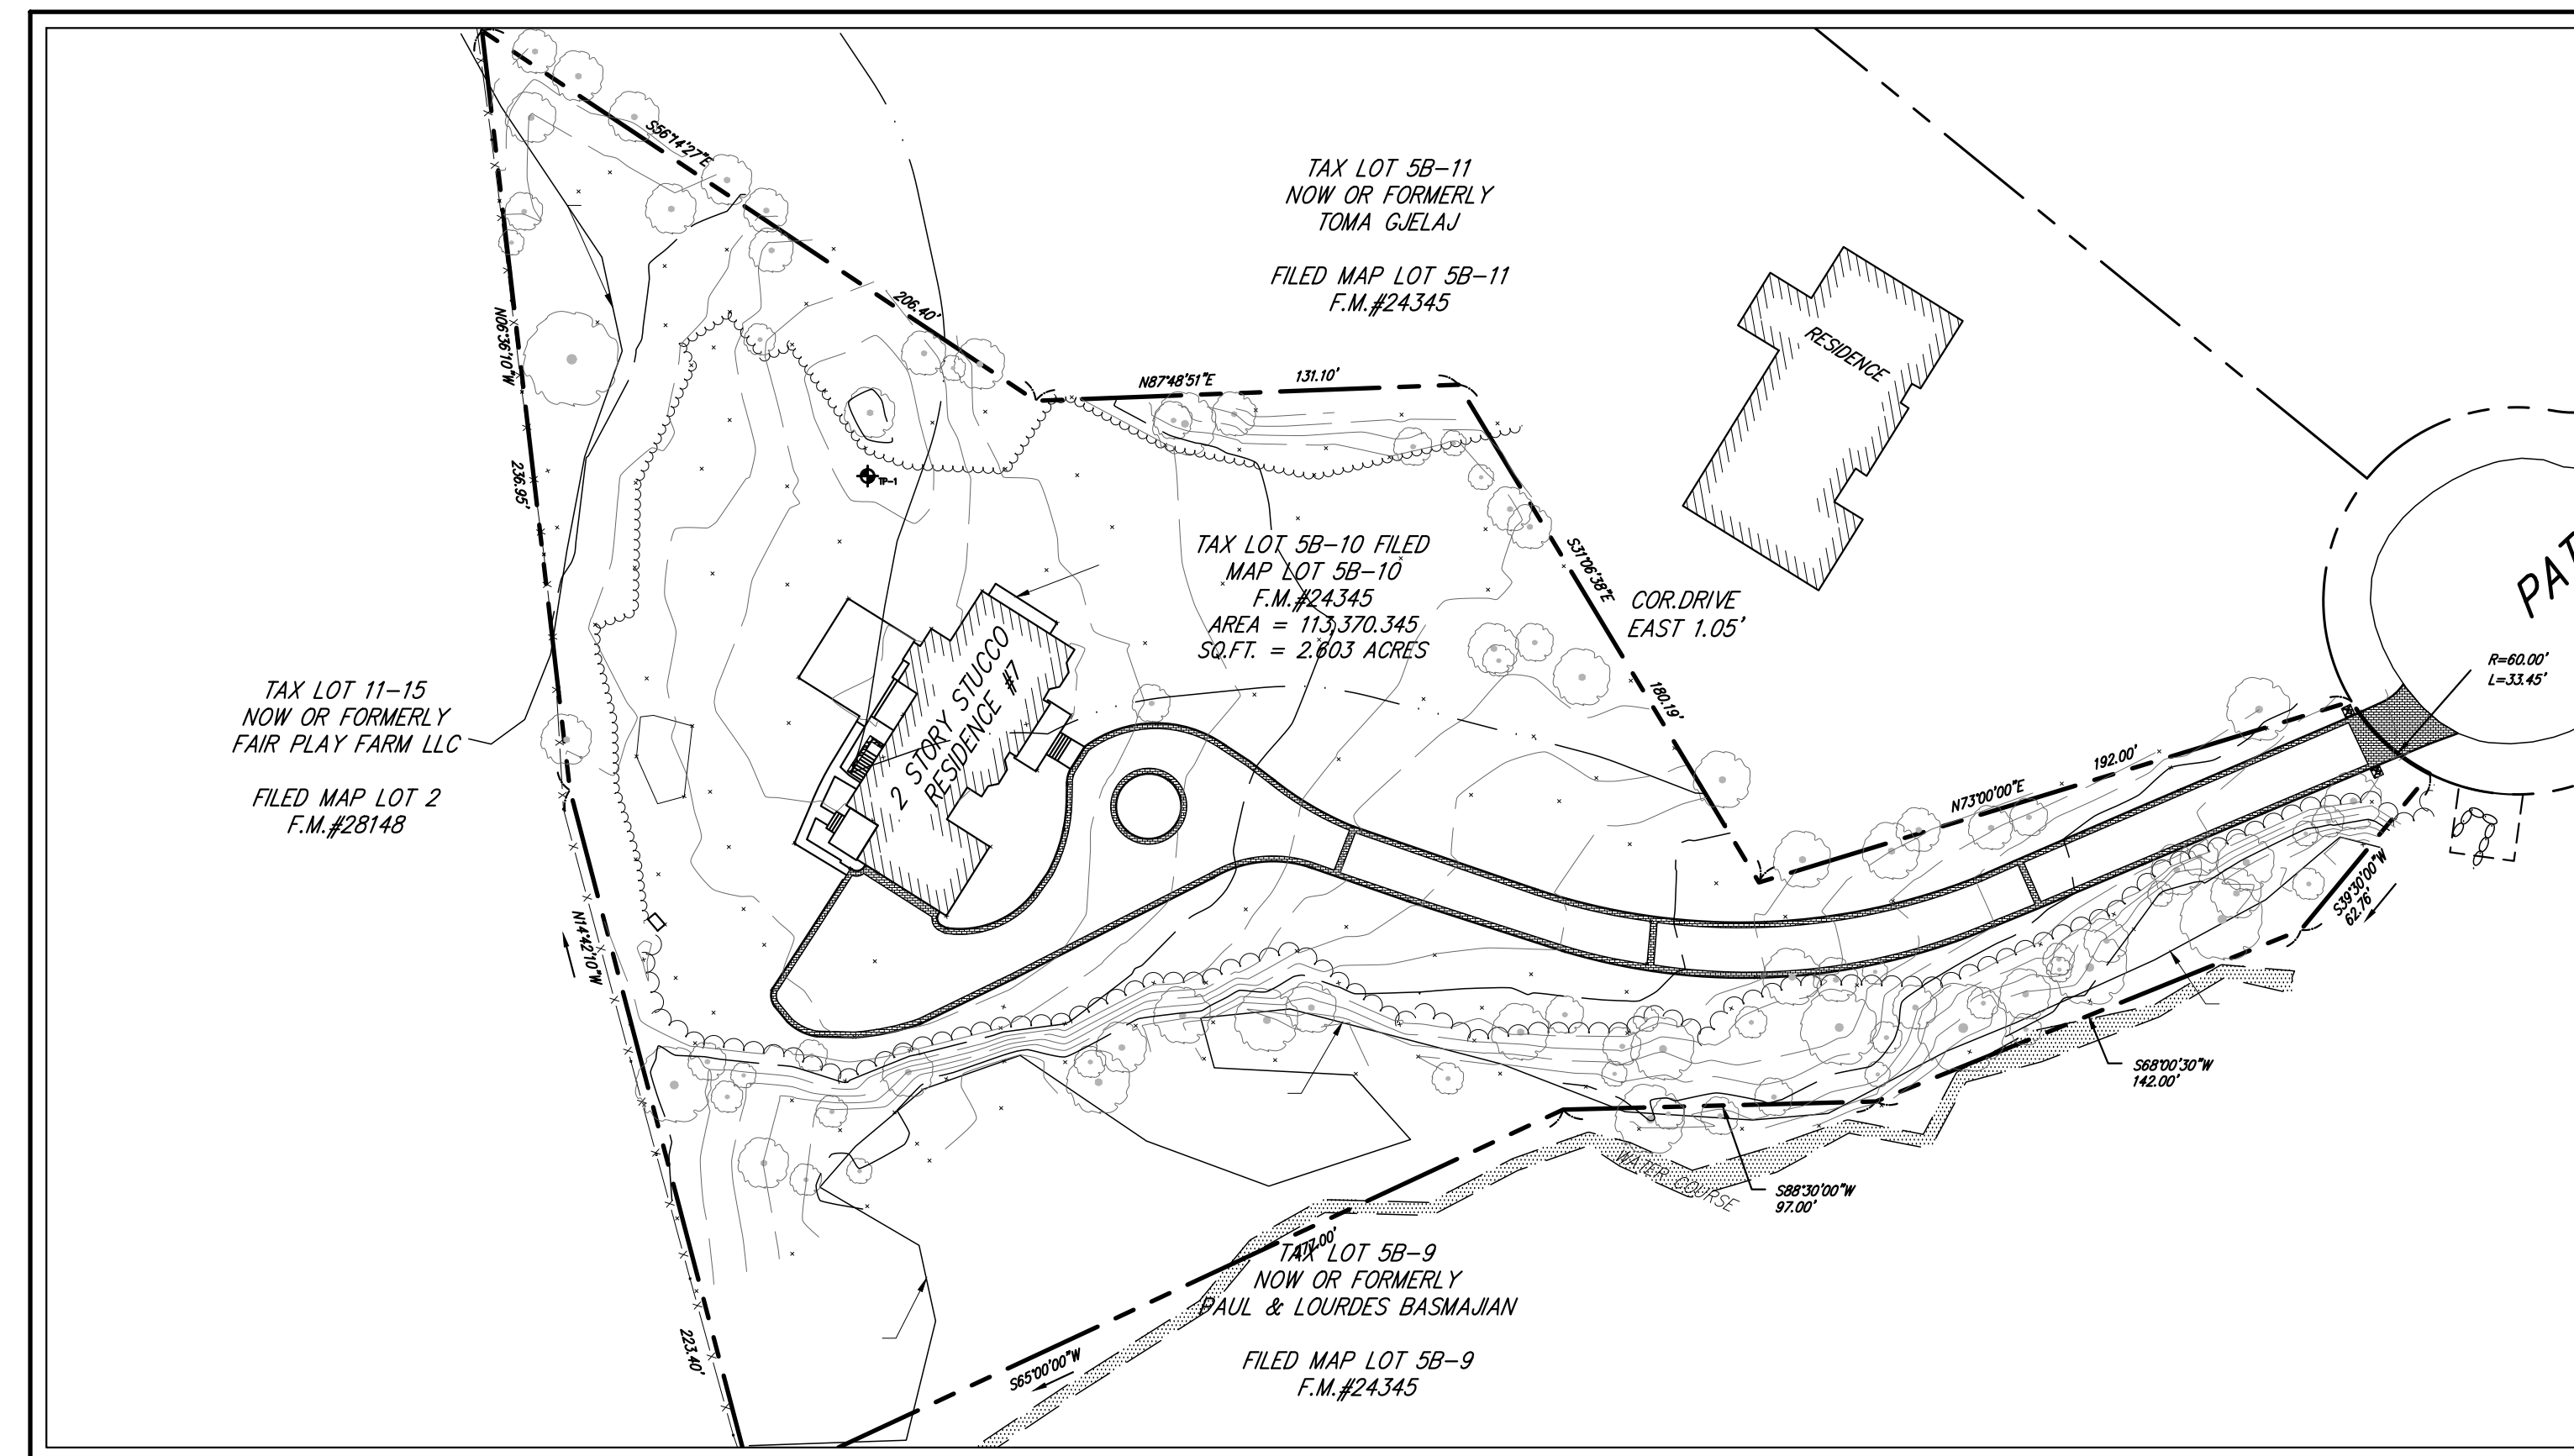 S56°14'27"E
TAX LOT 5B-11
NOW OR FORMERLY
TOMA GJELAJ
FILED MAP LOT 5B-11
F.M.#24345
206.40'
N06°36'10"W
RESIDENCE
N87°48'51"E
131.10'
236.95'
TP-1
TAX LOT 5B-10 FILED
MAP LOT 5B-10
F.M.#24345
AREA = 113,370.345
SQ.FT. = 2.603 ACRES
S31°06'38"E
COR.DRIVE
EAST 1.05'
PAT
R=60.00'
L=33.45'
2 STORY STUCCO
RESIDENCE #7
180.19'
TAX LOT 11-15
NOW OR FORMERLY
FAIR PLAY FARM LLC
FILED MAP LOT 2
F.M.#28148
192.00'
N73°00'00"E
S39°30'00"W
62.76'
N14°42'10"W
S68°00'30"W
142.00'
WATER COURSE
S88°30'00"W
97.00'
477.00'
TAX LOT 5B-9
NOW OR FORMERLY
PAUL & LOURDES BASMAJIAN
FILED MAP LOT 5B-9
F.M.#24345
223.40'
S65°00'00"W